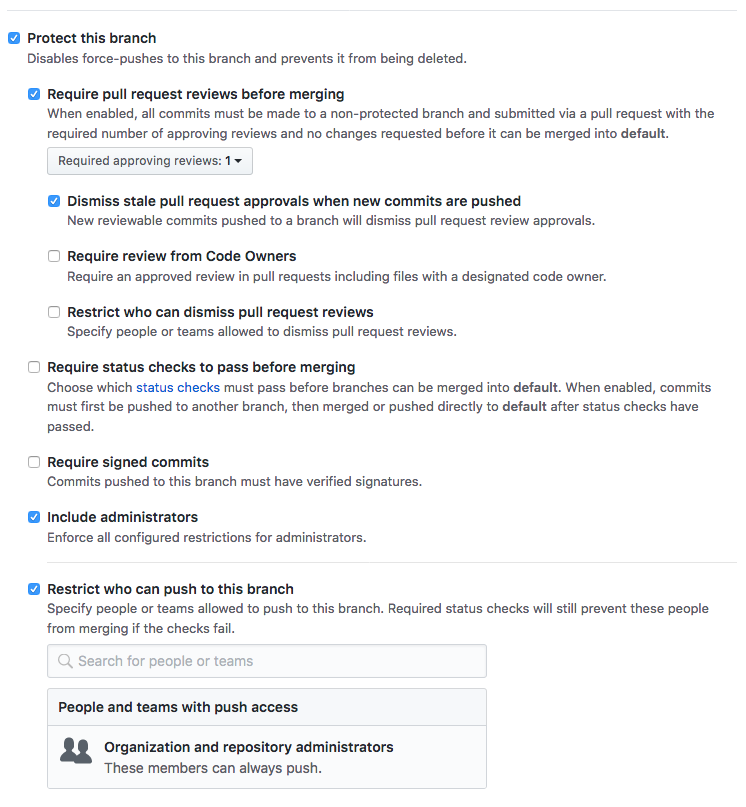 Protect this branch
Disables force-pushes to this branch and prevents it from being deleted.
Require pull request reviews before merging
When enabled, all commits must be made to a non-protected branch and submitted via a pull request with the
required number of approving reviews and no changes requested before it can be merged into default.
Required approving reviews: 1
Dismiss stale pull request approvals when new commits are pushed
New reviewable commits pushed to a branch will dismiss pull request review approvals.
Require review from Code Owners
Require an approved review in pull requests including files with a designated code owner.
Restrict who can dismiss pull request reviews
Specify people or teams allowed to dismiss pull request reviews.
Require status checks to pass before merging
Choose which status checks must pass before branches can be merged into default. When enabled, commits
must first be pushed to another branch, then merged or pushed directly to default after status checks have
passed.
Require signed commits
Commits pushed to this branch must have verified signatures.
Include administrators
Enforce all configured restrictions for administrators.
Restrict who can push to this branch
Specify people or teams allowed to push to this branch. Required status checks will still prevent these people
from merging if the checks fail.
Search for people or teams
People and teams with push access
Organization and repository administrators
These members can always push.